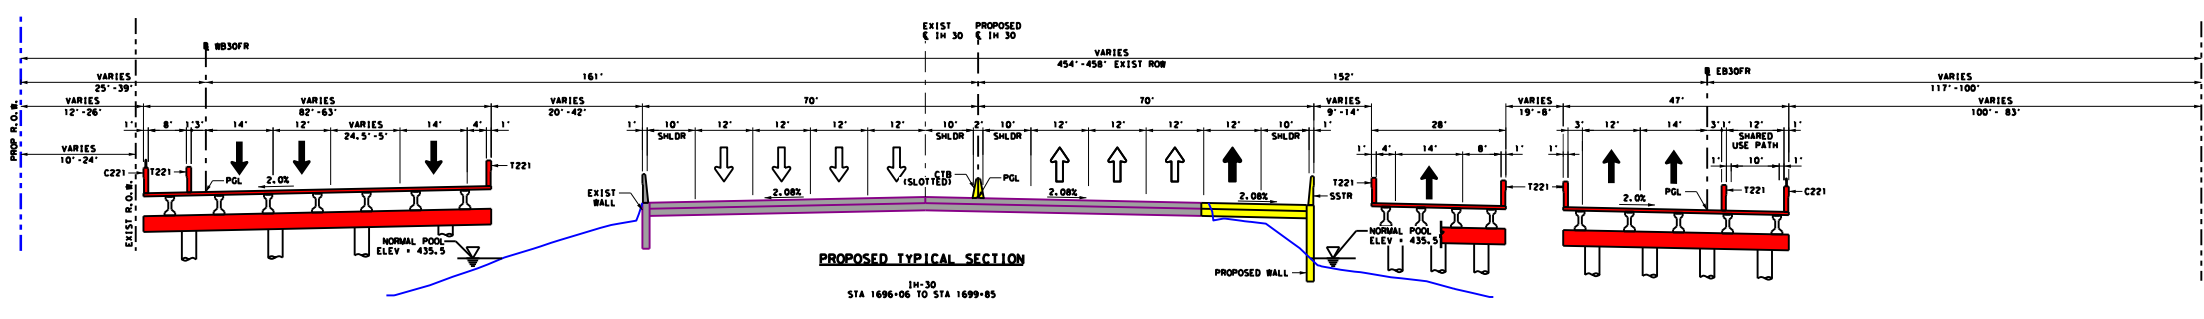 EXIST PROPOSED
℄ IH 30 ℄ IH 30
WB30FR
VARIES
454'-458' EXIST ROW
EB30FR
VARIES
25'-39'
161'
152'
VARIES
117'-100'
VARIES
12'-26'
VARIES
82'-63'
VARIES
20'-42'
70'
70'
VARIES
9'-14'
VARIES
19'-8'
47'
VARIES
100'- 83'
1' 8' 1' 3' 14' 12' VARIES 14' 4' 1'
24.5'-5'
1' 10' 12' 12' 12' 12' 10' 2' 10' 12' 12' 12' 12' 10' 1'
SHLDR SHLDR SHLDR SHLDR
28'
1' 4' 14' 8' 1'
1' 3' 12' 14' 3' 1' 12' 1'
SHARED
USE PATH
1' 10' 1'
VARIES
10'-24'
PROP R.O.W.
EXIST R.O.W.
C221
T221
PGL
2.0%
T221
EXIST
WALL
2.08%
CTB
(SLOTTED)
PGL
2.08%
2.08%
SSTR
T221
T221
PGL
2.0%
T221
C221
NORMAL POOL
ELEV = 435.5
NORMAL POOL
ELEV = 435.5
PROPOSED WALL
PROPOSED TYPICAL SECTION
IH-30
STA 1696+06 TO STA 1699+85